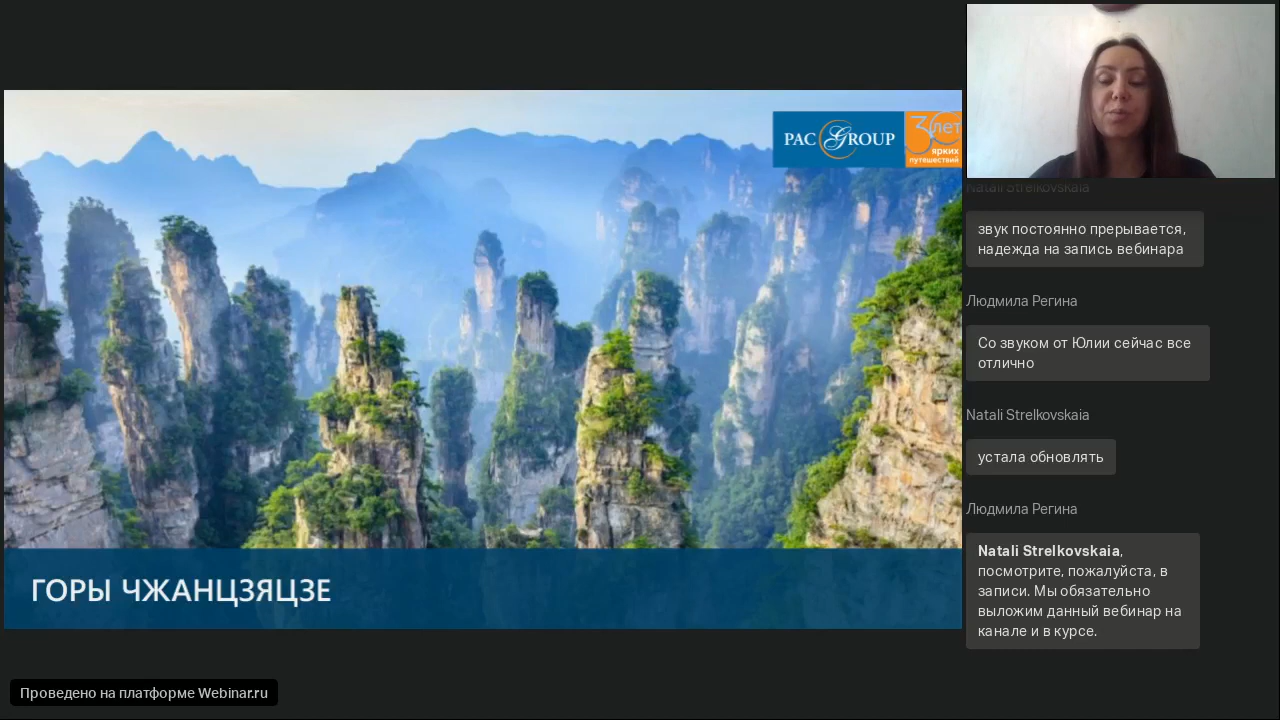 PAC GROUP
30 лет
ярких
путешествий
ГОРЫ ЧЖАНЦЗЯЦЗЕ
Проведено на платформе Webinar.ru
Natali Strelkovskaia
звук постоянно прерывается,
надежда на запись вебинара
Людмила Регина
Со звуком от Юлии сейчас все
отлично
Natali Strelkovskaia
устала обновлять
Людмила Регина
Natali Strelkovskaia,
посмотрите, пожалуйста, в
записи. Мы обязательно
выложим данный вебинар на
канале и в курсе.